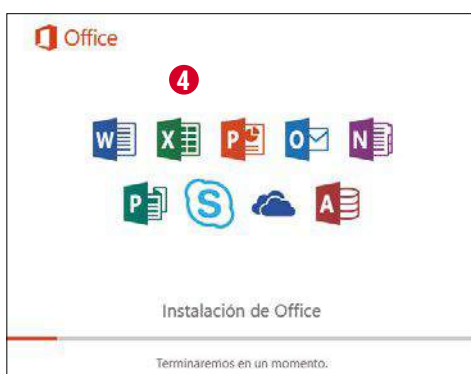 Office
4
W X P O N
P S A
Instalación de Office
Terminaremos en un momento.